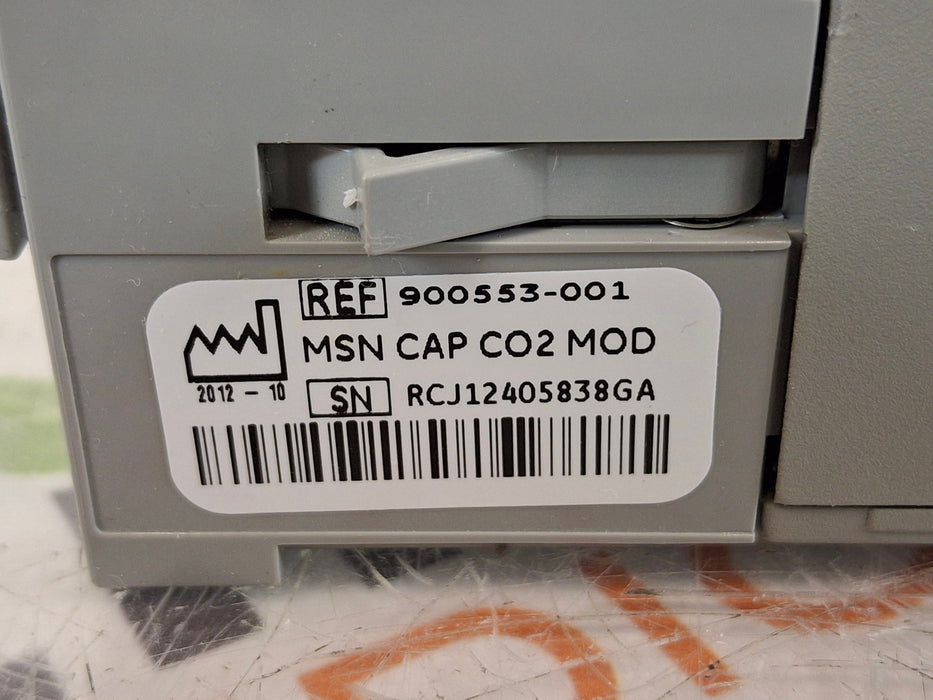 REF 900553-001
MSN CAP CO2 MOD
2012-10
SN RCJ12405838GA